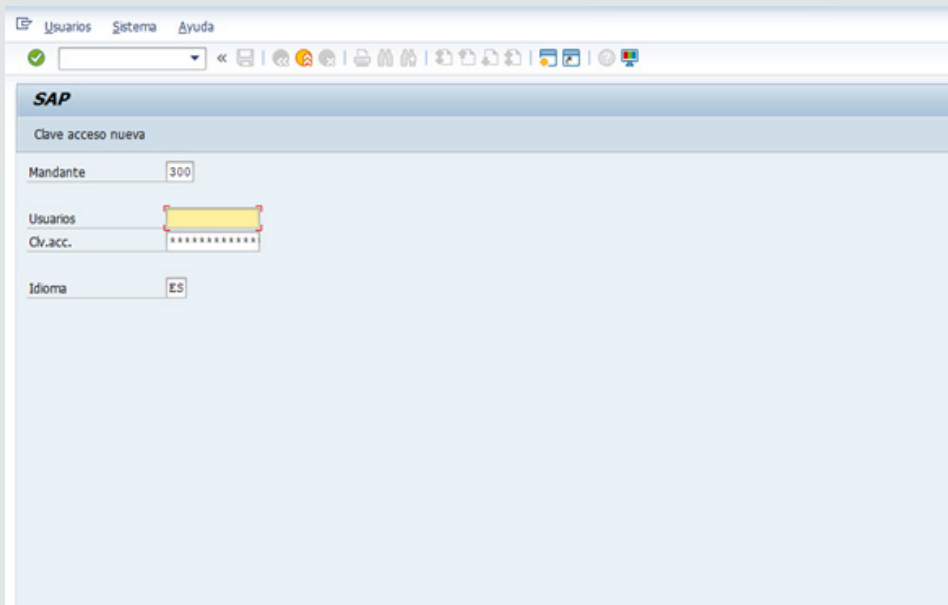 Usuarios Sistema Ayuda
SAP
Clave acceso nueva
Mandante 300
Usuarios
Clv.acc. ************
Idioma ES